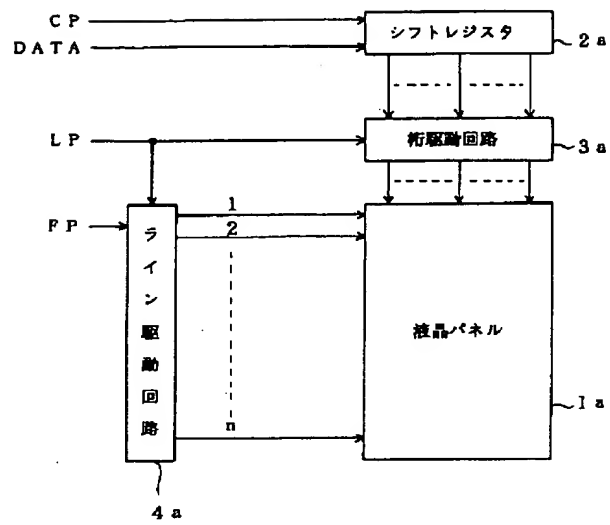 CP
DATA
シフトレジスタ
2a
LP
桁駆動回路
3a
FP
ライン駆動回路
1
2
n
液晶パネル
1a
4a